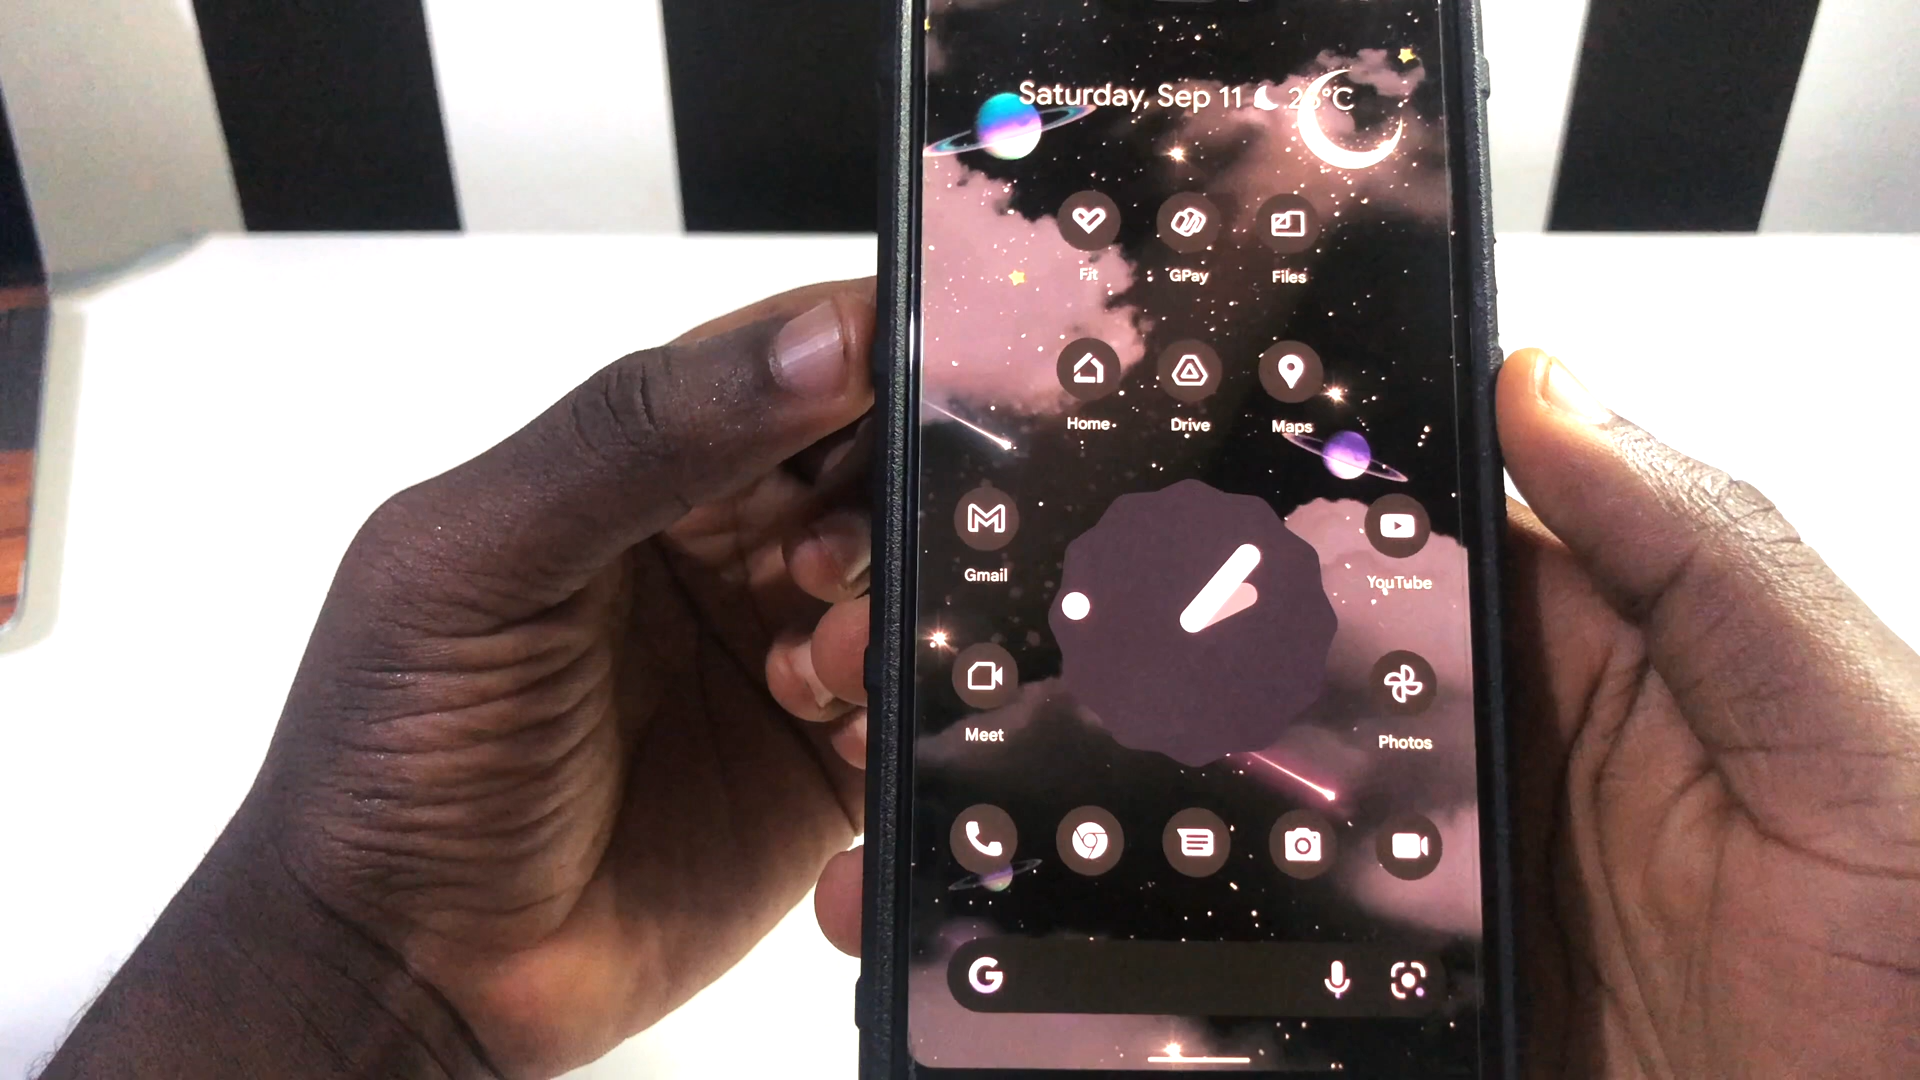 Saturday, Sep 11
Fit GPay Files
Home Drive Maps
Gmail YouTube
Meet Photos
G